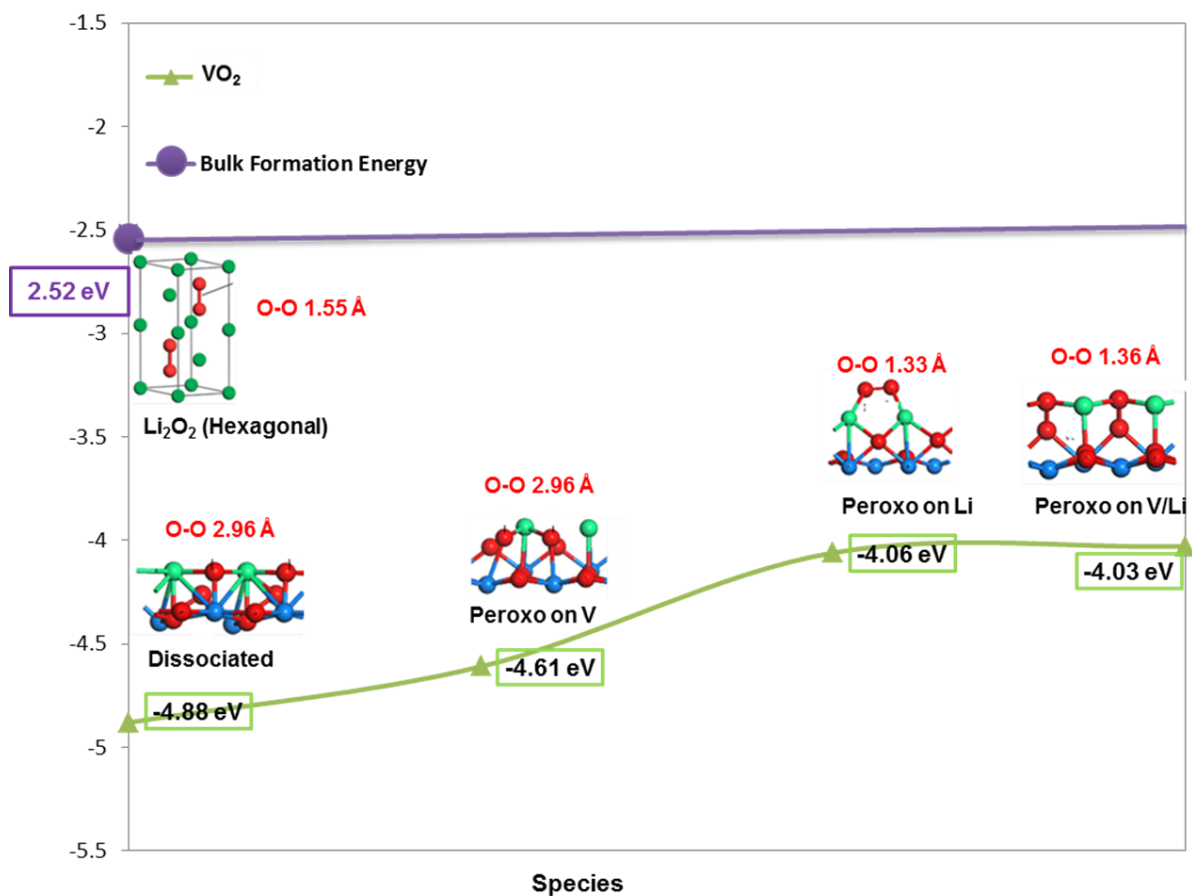 -1.5
VO₂
-2
Bulk Formation Energy
-2.5
2.52 eV
O-O 1.55 Å
-3
O-O 1.33 Å
O-O 1.36 Å
Li₂O₂ (Hexagonal)
-3.5
O-O 2.96 Å
Peroxo on Li
Peroxo on V/Li
O-O 2.96 Å
-4
-4.06 eV
-4.03 eV
Peroxo on V
Dissociated
-4.5
-4.61 eV
-4.88 eV
-5
-5.5
Species